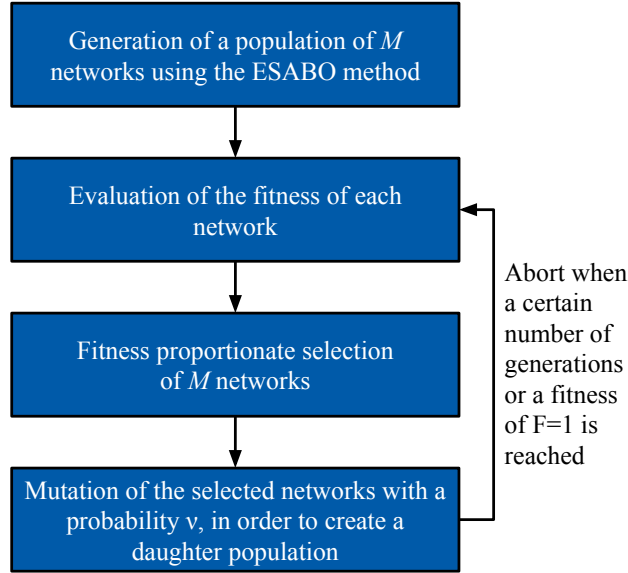 Generation of a population of M
networks using the ESABO method
Evaluation of the fitness of each
network
Abort when
a certain
number of
generations
or a fitness
of F=1 is
reached
Fitness proportionate selection
of M networks
Mutation of the selected networks with a
probability ν, in order to create a
daughter population